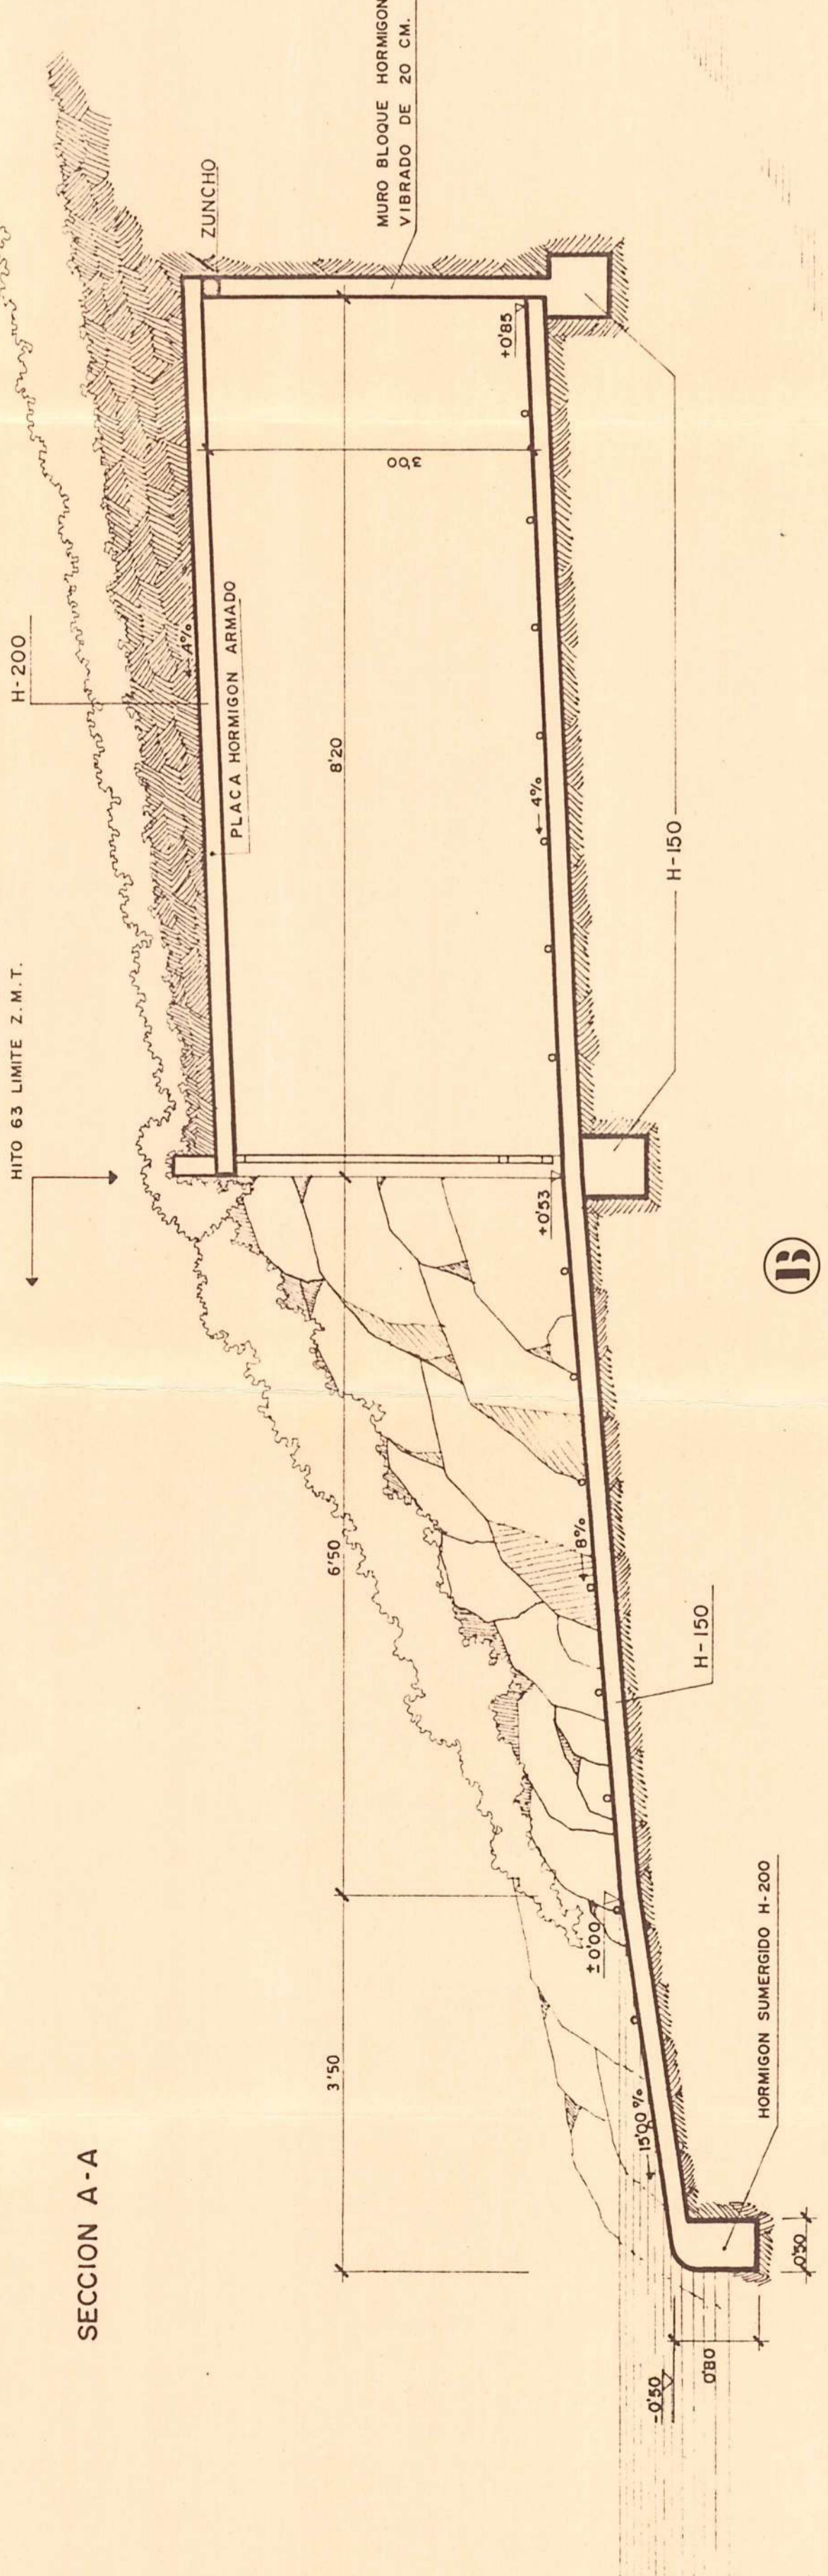 SECCION A-A
HITO 63 LIMITE Z.M.T.
H-200
ZUNCHO
MURO BLOQUE HORMIGON
VIBRADO DE 20 CM.
4%
PLACA HORMIGON ARMADO
3,00
+0'85
8'20
4%
H-150
+0'53
6'50
8%
H-150
±0'00
3'50
15'00%
HORMIGON SUMERGIDO H-200
-0'50
0'80
0'50
B